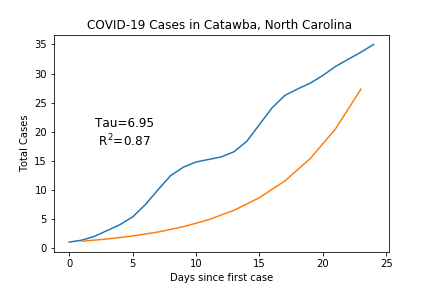 COVID-19 Cases in Catawba, North Carolina
35
30
25
20
15
10
5
0
Total Cases
Tau=6.95
R²=0.87
0 5 10 15 20 25
Days since first case